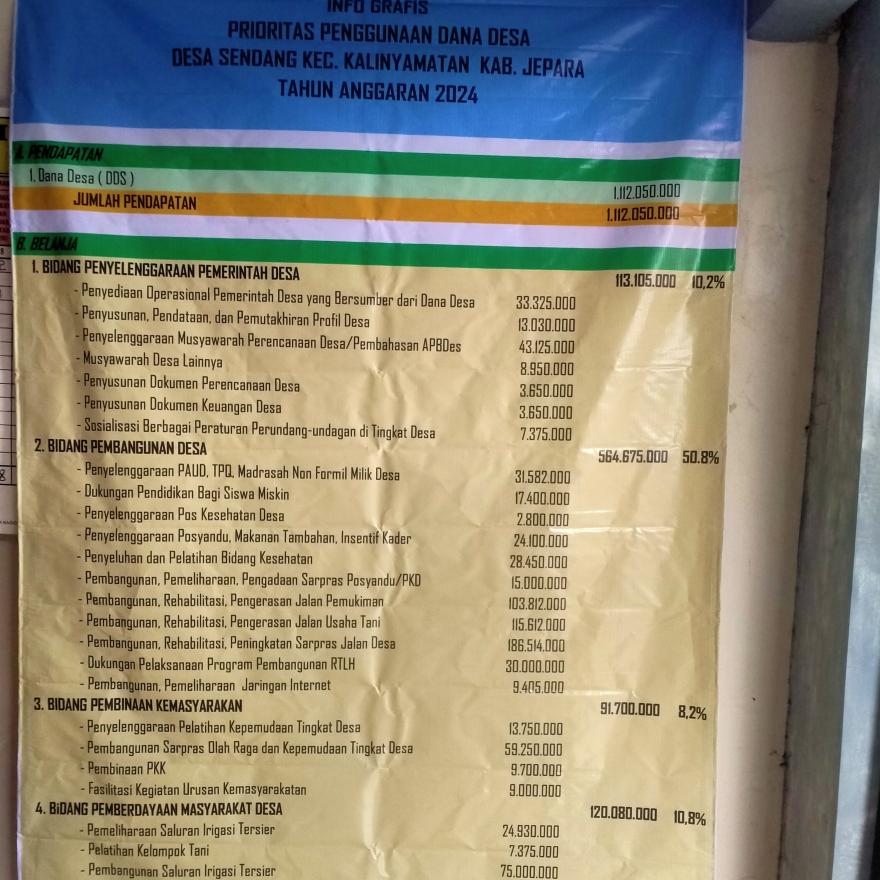 INFO GRAFIS
PRIORITAS PENGGUNAAN DANA DESA
DESA SENDANG KEC. KALINYAMATAN KAB. JEPARA
TAHUN ANGGARAN 2024
A. PENDAPATAN
1. Dana Desa ( DDS ) 1.112.050.000
JUMLAH PENDAPATAN 1.112.050.000
B. BELANJA
1. BIDANG PENYELENGGARAAN PEMERINTAH DESA 113.105.000 10,2%
- Penyediaan Operasional Pemerintah Desa yang Bersumber dari Dana Desa 33.325.000
- Penyusunan, Pendataan, dan Pemutakhiran Profil Desa 13.030.000
- Penyelenggaraan Musyawarah Perencanaan Desa/Pembahasan APBDes 43.125.000
- Musyawarah Desa Lainnya 8.950.000
- Penyusunan Dokumen Perencanaan Desa 3.650.000
- Penyusunan Dokumen Keuangan Desa 3.650.000
- Sosialisasi Berbagai Peraturan Perundang-undagan di Tingkat Desa 7.375.000
2. BIDANG PEMBANGUNAN DESA 564.675.000 50.8%
- Penyelenggaraan PAUD, TPQ, Madrasah Non Formil Milik Desa 31.582.000
- Dukungan Pendidikan Bagi Siswa Miskin 17.400.000
- Penyelenggaraan Pos Kesehatan Desa 2.800.000
- Penyelenggaraan Posyandu, Makanan Tambahan, Insentif Kader 24.100.000
- Penyeluhan dan Pelatihan Bidang Kesehatan 28.450.000
- Pembangunan, Pemeliharaan, Pengadaan Sarpras Posyandu/PKD 15.000.000
- Pembangunan, Rehabilitasi, Pengerasan Jalan Pemukiman 103.812.000
- Pembangunan, Rehabilitasi, Pengerasan Jalan Usaha Tani 115.612.000
- Pembangunan, Rehabilitasi, Peningkatan Sarpras Jalan Desa 186.514.000
- Dukungan Pelaksanaan Program Pembangunan RTLH 30.000.000
- Pembangunan, Pemeliharaan Jaringan Internet 9.405.000
3. BIDANG PEMBINAAN KEMASYARAKAN 91.700.000 8,2%
- Penyelenggaraan Pelatihan Kepemudaan Tingkat Desa 13.750.000
- Pembangunan Sarpras Olah Raga dan Kepemudaan Tingkat Desa 59.250.000
- Pembinaan PKK 9.700.000
- Fasilitasi Kegiatan Urusan Kemasyarakatan 9.000.000
4. BIDANG PEMBERDAYAAN MASYARAKAT DESA 120.080.000 10,8%
- Pemeliharaan Saluran Irigasi Tersier 24.930.000
- Pelatihan Kelompok Tani 7.375.000
- Pembangunan Saluran Irigasi Tersier 75.000.000